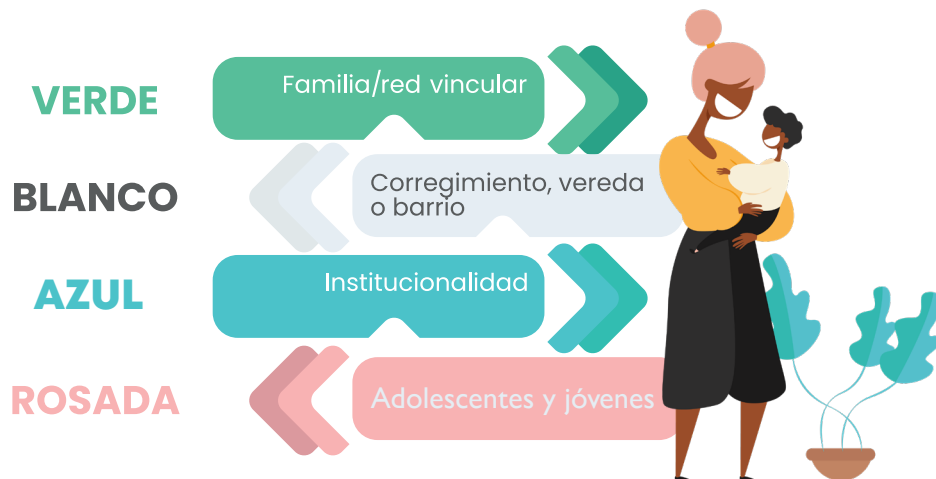 VERDE
Familia/red vincular
BLANCO
Corregimiento, vereda
o barrio
AZUL
Institucionalidad
ROSADA
Adolescentes y jóvenes